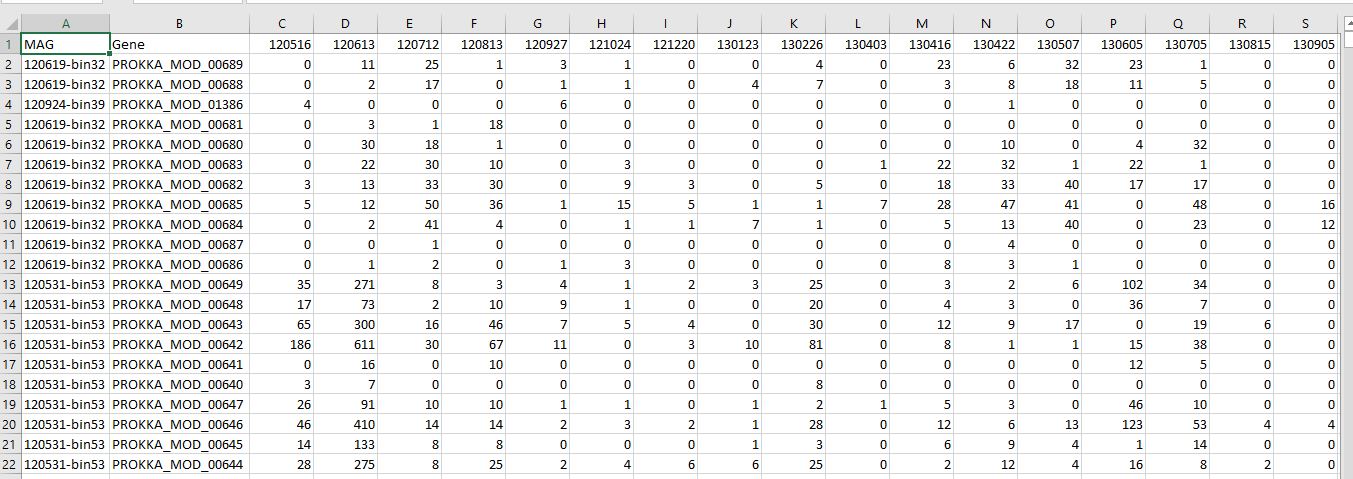 A B C D E F G H I J K L M N O P Q R S
1 MAG Gene 120516 120613 120712 120813 120927 121024 121220 130123 130226 130403 130416 130422 130507 130605 130705 130815 130905
2 120619-bin32 PROKKA_MOD_00689 0 11 25 1 3 1 0 0 4 0 23 6 32 23 1 0 0
3 120619-bin32 PROKKA_MOD_00688 0 2 17 0 1 1 0 4 7 0 3 8 18 11 5 0 0
4 120924-bin39 PROKKA_MOD_01386 4 0 0 0 6 0 0 0 0 0 0 1 0 0 0 0 0
5 120619-bin32 PROKKA_MOD_00681 0 3 1 18 0 0 0 0 0 0 0 0 0 0 0 0 0
6 120619-bin32 PROKKA_MOD_00680 0 30 18 1 0 0 0 0 0 0 0 10 0 4 32 0 0
7 120619-bin32 PROKKA_MOD_00683 0 22 30 10 0 3 0 0 0 1 22 32 1 22 1 0 0
8 120619-bin32 PROKKA_MOD_00682 3 13 33 30 0 9 3 0 5 0 18 33 40 17 17 0 0
9 120619-bin32 PROKKA_MOD_00685 5 12 50 36 1 15 5 1 1 7 28 47 41 0 48 0 16
10 120619-bin32 PROKKA_MOD_00684 0 2 41 4 0 1 1 7 1 0 5 13 40 0 23 0 12
11 120619-bin32 PROKKA_MOD_00687 0 0 1 0 0 0 0 0 0 0 0 4 0 0 0 0 0
12 120619-bin32 PROKKA_MOD_00686 0 1 2 0 1 3 0 0 0 0 8 3 1 0 0 0 0
13 120531-bin53 PROKKA_MOD_00649 35 271 8 3 4 1 2 3 25 0 3 2 6 102 34 0 0
14 120531-bin53 PROKKA_MOD_00648 17 73 2 10 9 1 0 0 20 0 4 3 0 36 7 0 0
15 120531-bin53 PROKKA_MOD_00643 65 300 16 46 7 5 4 0 30 0 12 9 17 0 19 6 0
16 120531-bin53 PROKKA_MOD_00642 186 611 30 67 11 0 3 10 81 0 8 1 1 15 38 0 0
17 120531-bin53 PROKKA_MOD_00641 0 16 0 10 0 0 0 0 0 0 0 0 0 12 5 0 0
18 120531-bin53 PROKKA_MOD_00640 3 7 0 0 0 0 0 0 8 0 0 0 0 0 0 0 0
19 120531-bin53 PROKKA_MOD_00647 26 91 10 10 1 1 0 1 2 1 5 3 0 46 10 0 0
20 120531-bin53 PROKKA_MOD_00646 46 410 14 14 2 3 2 1 28 0 12 6 13 123 53 4 4
21 120531-bin53 PROKKA_MOD_00645 14 133 8 8 0 0 0 1 3 0 6 9 4 1 14 0 0
22 120531-bin53 PROKKA_MOD_00644 28 275 8 25 2 4 6 6 25 0 2 12 4 16 8 2 0